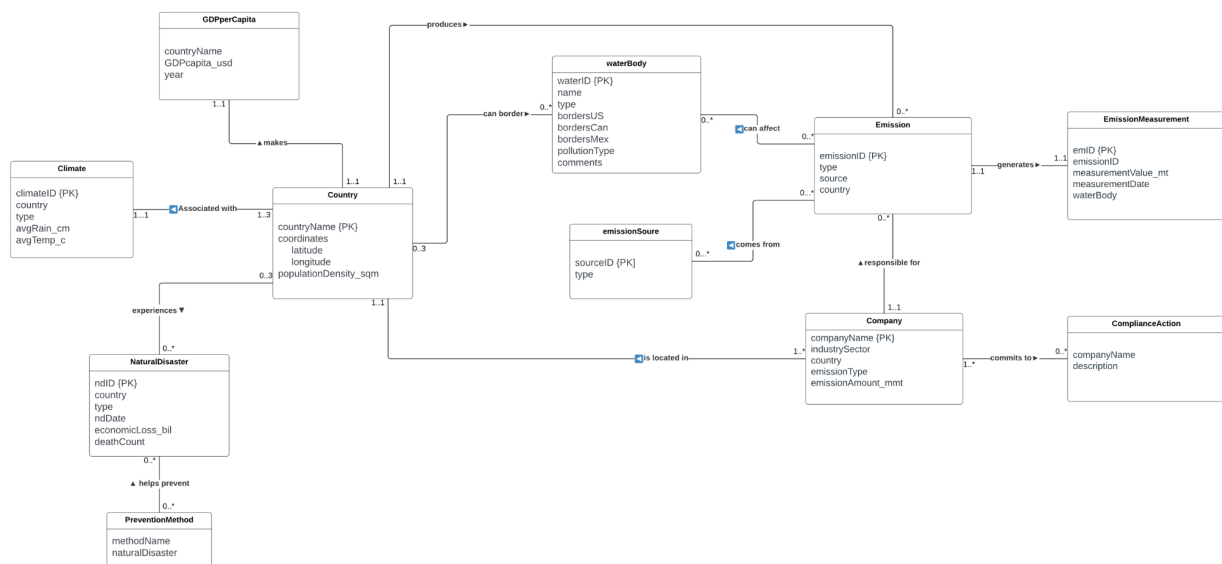 GDPperCapita
countryName
GDPcapita_usd
year
1..1
▲makes
1..1
produces►
1..1
0..*
waterBody
waterID {PK}
name
type
bordersUS
bordersCan
bordersMex
pollutionType
comments
0..*
can border►
0..3
0..*
◄can affect
0..*
Emission
emissionID {PK}
type
source
country
0...*
1..1
generates►
1..1
EmissionMeasurement
emID {PK}
emissionID
measurementValue_mt
measurementDate
waterBody
Climate
climateID {PK}
country
type
avgRain_cm
avgTemp_c
1...1
◄Associated with
1..3
Country
countryName {PK}
coordinates
latitude
longitude
populationDensity_sqm
emissionSoure
sourceID {PK]
type
0...*
◄comes from
0..*
▲responsible for
1..1
0..3
experiences ▼
0..*
1..1
◄is located in
1..*
Company
companyName {PK}
industrySector
country
emissionType
emissionAmount_mmt
1..*
commits to►
0..*
ComplianceAction
companyName
description
NaturalDisaster
ndID {PK}
country
type
ndDate
economicLoss_bil
deathCount
0..*
▲ helps prevent
0..*
PreventionMethod
methodName
naturalDisaster